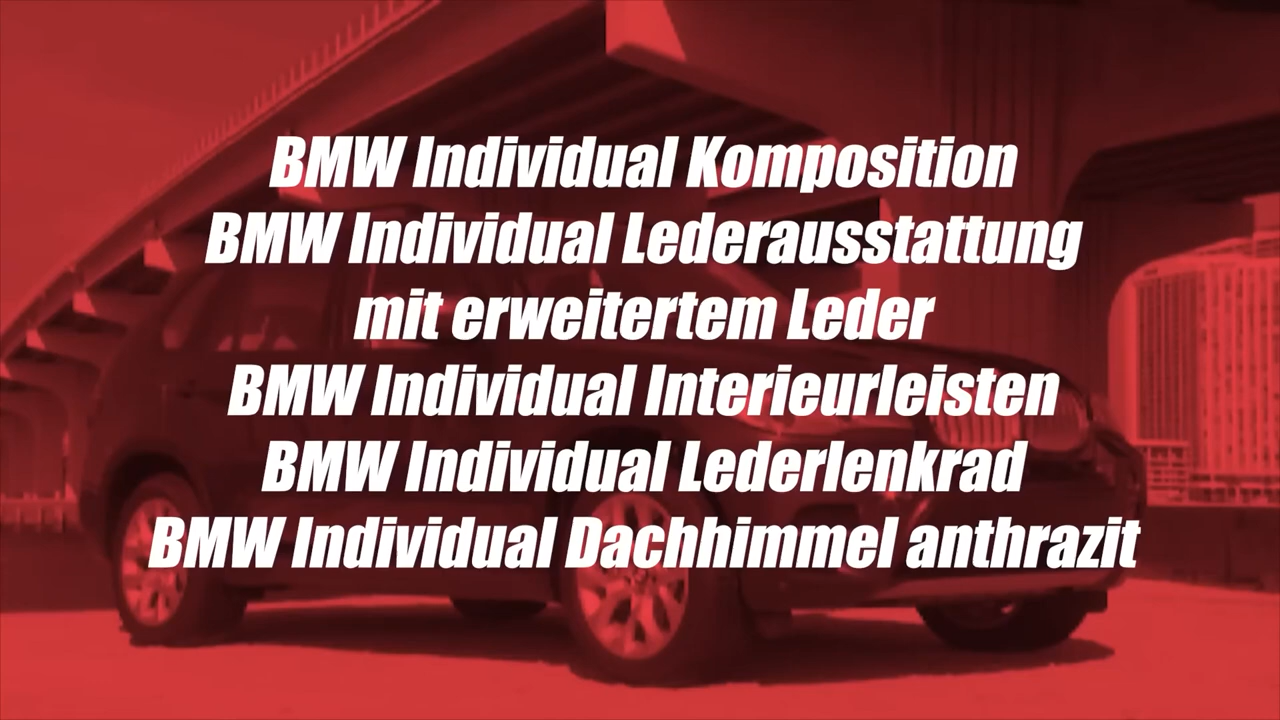 BMW Individual Komposition
BMW Individual Lederausstattung
mit erweitertem Leder
BMW Individual Interieurleisten
BMW Individual Lederlenkrad
BMW Individual Dachhimmel anthrazit